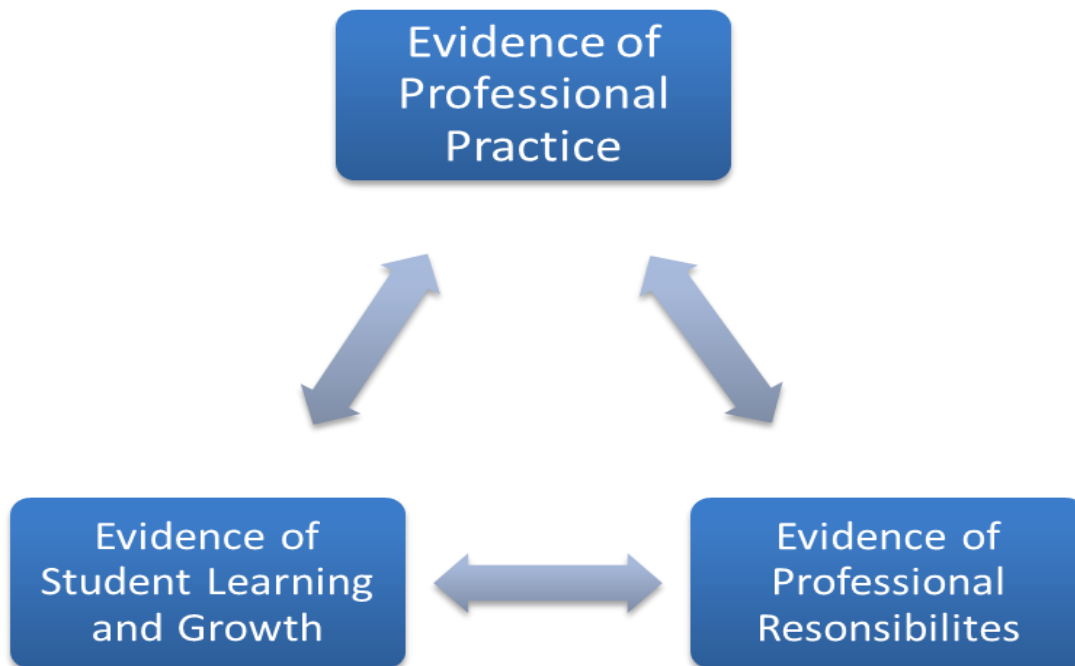 Evidence of
Professional
Practice
Evidence of
Student Learning
and Growth
Evidence of
Professional
Resonsibilites